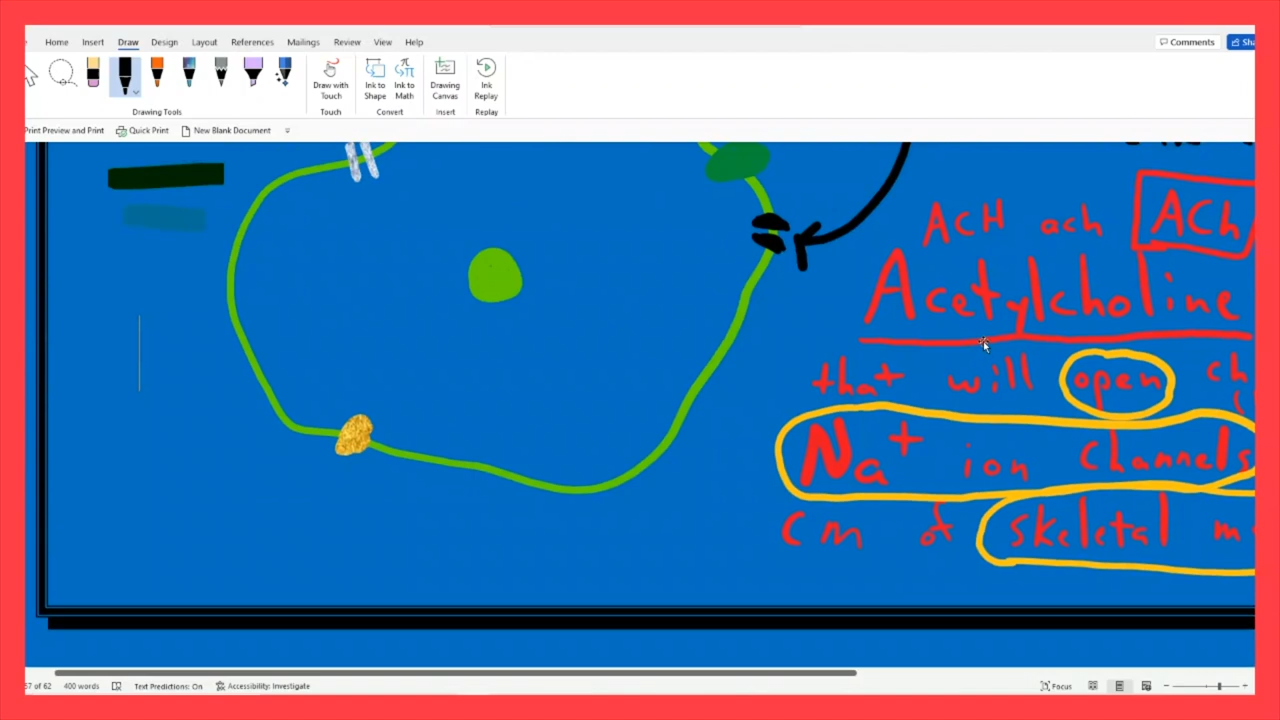 Home Insert Draw Design Layout References Mailings Review View Help
Comments
Draw with Touch
Ink to Shape
Ink to Math
Drawing Canvas
Ink Replay
Drawing Tools
Touch
Convert
Insert
Replay
Print Preview and Print Quick Print New Blank Document
ACH ach ACh
Acetylcholine
that will open
Na+ ion channels
CM of skeletal
57 of 62 400 words Text Predictions: On Accessibility: Investigate Focus